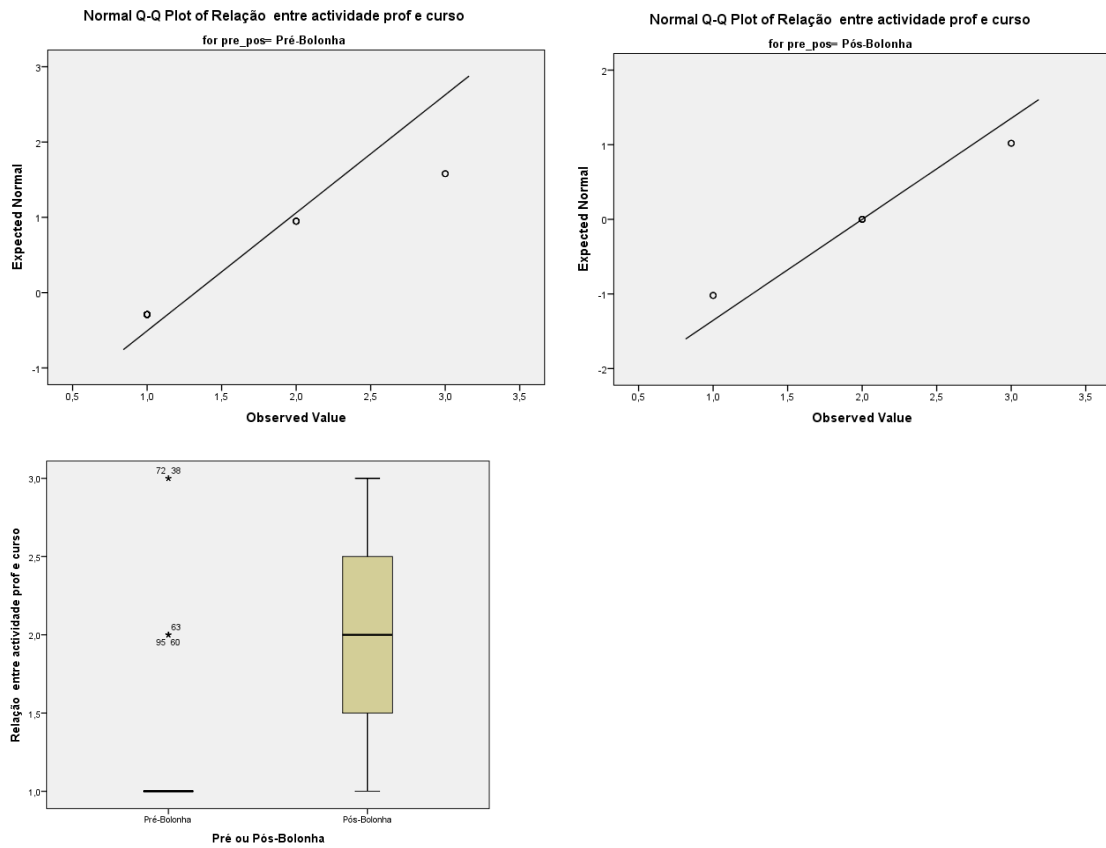 Normal Q-Q Plot of Relação entre actividade prof e curso
for pre_pos= Pré-Bolonha
Expected Normal
3
2
1
0
-1
0,5 1,0 1,5 2,0 2,5 3,0 3,5
Observed Value
Normal Q-Q Plot of Relação entre actividade prof e curso
for pre_pos= Pós-Bolonha
Expected Normal
2
1
0
-1
-2
0,5 1,0 1,5 2,0 2,5 3,0 3,5
Observed Value
Relação entre actividade prof e curso
3,0
2,5
2,0
1,5
1,0
72 38
63
95 60
Pré-Bolonha Pós-Bolonha
Pré ou Pós-Bolonha